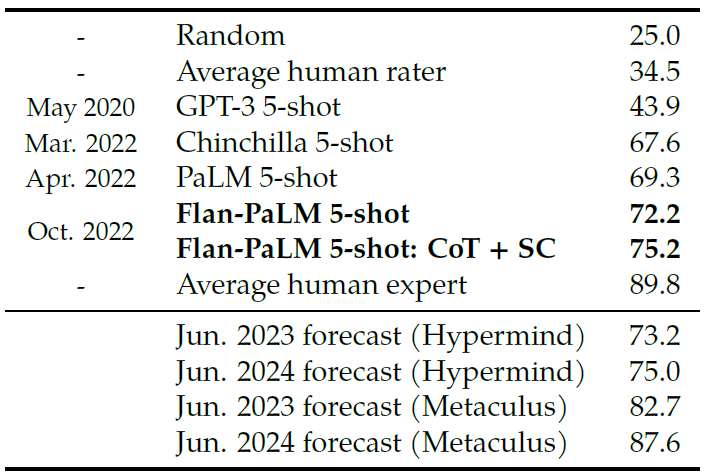 - Random 25.0
- Average human rater 34.5
May 2020 GPT-3 5-shot 43.9
Mar. 2022 Chinchilla 5-shot 67.6
Apr. 2022 PaLM 5-shot 69.3
Oct. 2022 Flan-PaLM 5-shot 72.2
Flan-PaLM 5-shot: CoT + SC 75.2
- Average human expert 89.8
Jun. 2023 forecast (Hypermind) 73.2
Jun. 2024 forecast (Hypermind) 75.0
Jun. 2023 forecast (Metaculus) 82.7
Jun. 2024 forecast (Metaculus) 87.6